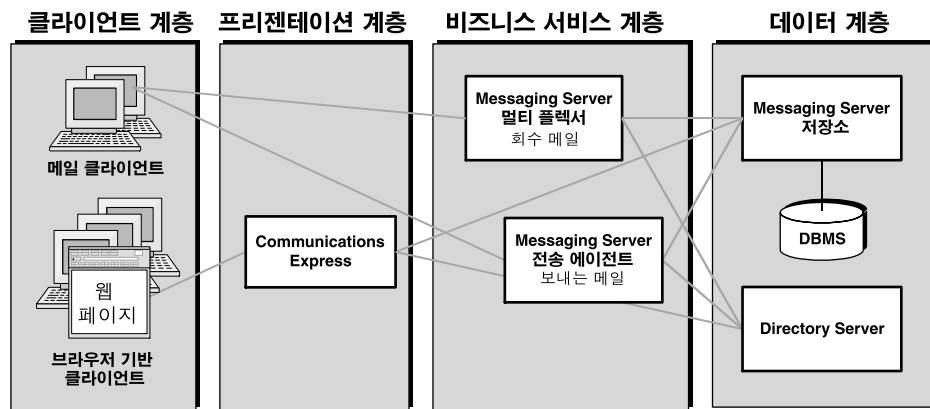 클라이언트 계층
프리젠테이션 계층
비즈니스 서비스 계층
데이터 계층
메일 클라이언트
웹
페이지
브라우저 기반
클라이언트
Communications
Express
Messaging Server
멀티 플렉서
회수 메일
Messaging Server
전송 에이전트
보내는 메일
Messaging Server
저장소
DBMS
Directory Server